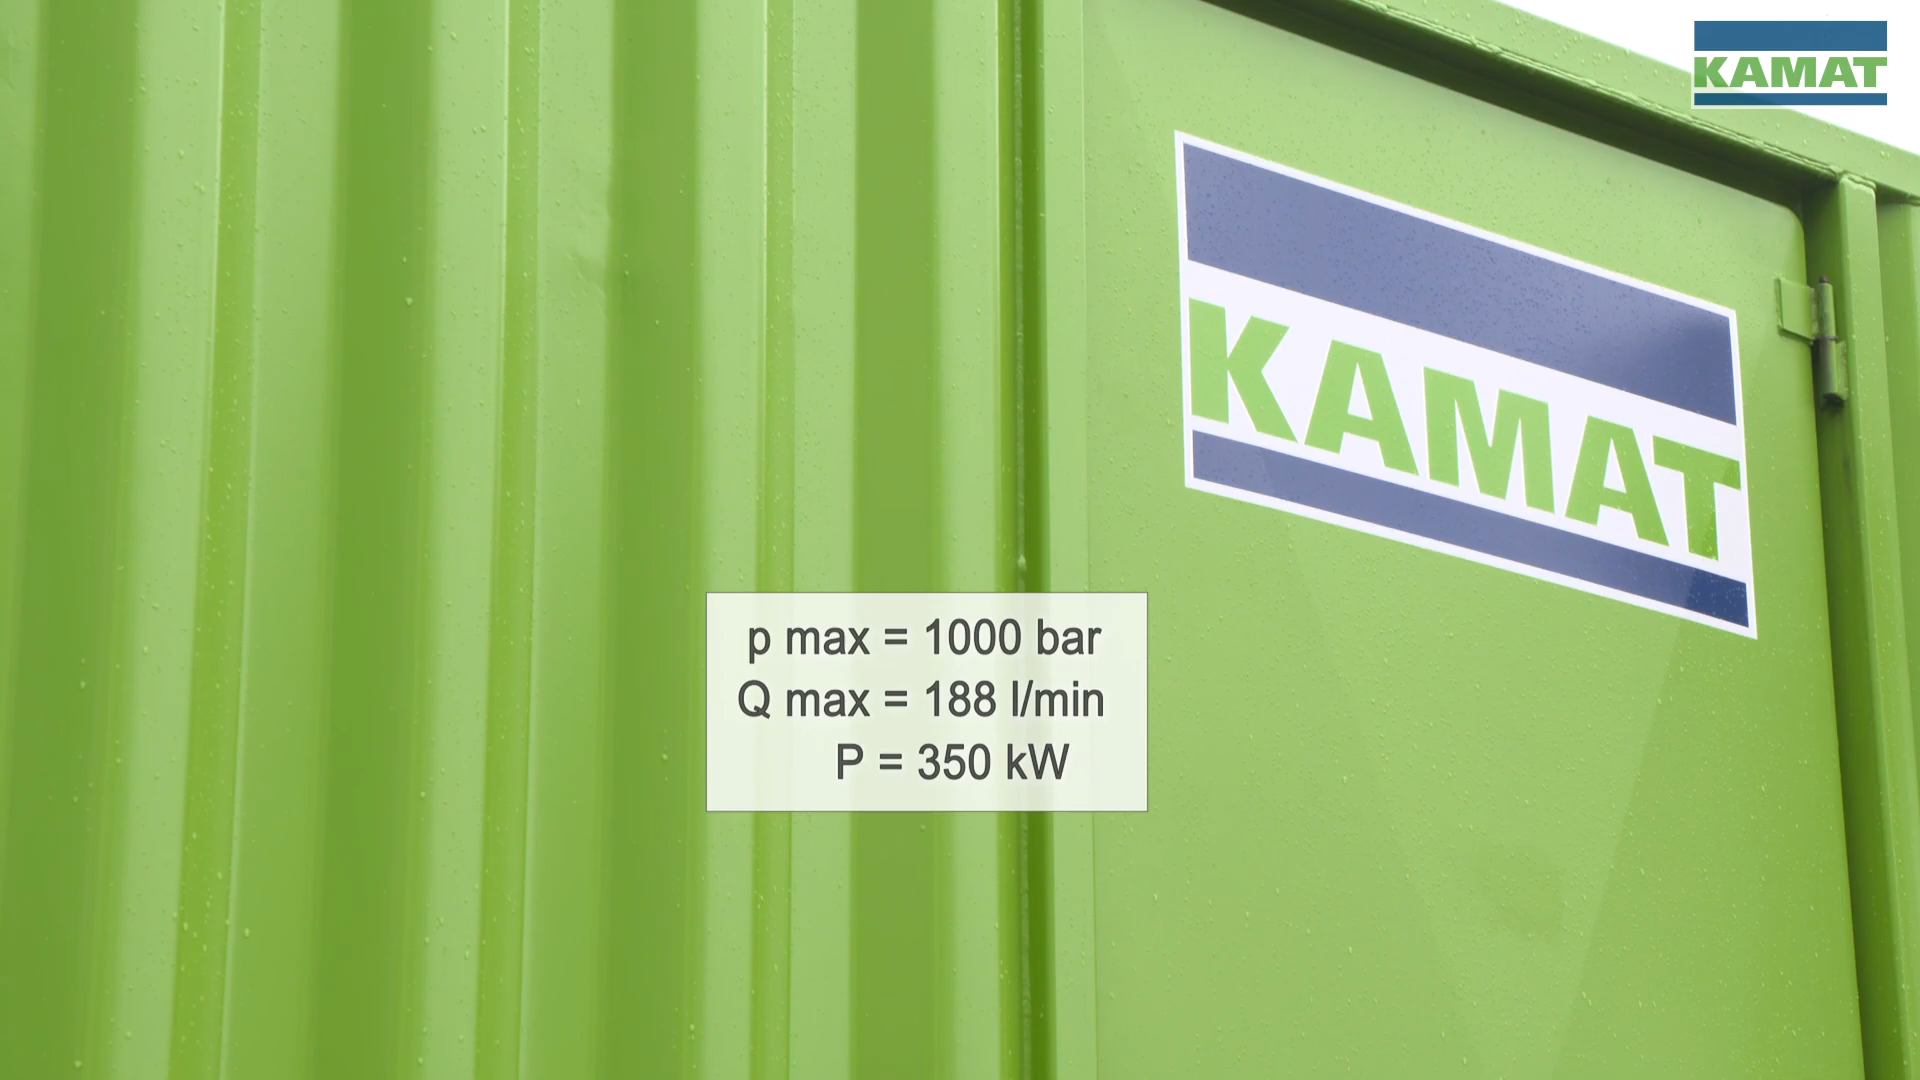 KAMAT
KAMAT
p max = 1000 bar
Q max = 188 l/min
P = 350 kW